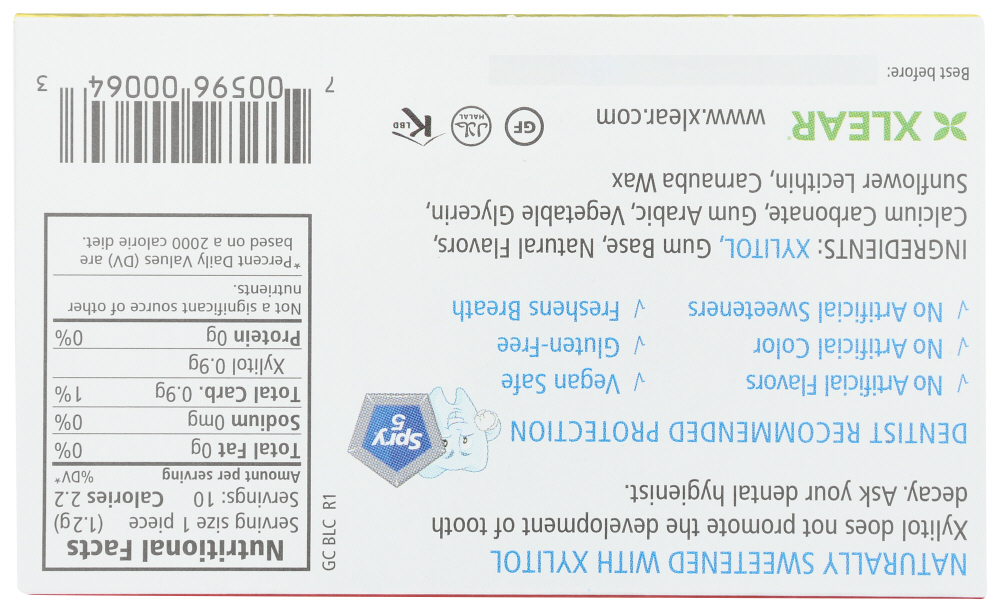 NATURALLY SWEETENED WITH XYLITOL
Xylitol does not promote the development of tooth
decay. Ask your dental hygienist.
DENTIST RECOMMENDED PROTECTION
Spry
5
√ No Artificial Flavors
√ No Artificial Color
√ No Artificial Sweeteners
√ Vegan Safe
√ Gluten-Free
√ Freshens Breath
INGREDIENTS: XYLITOL, Gum Base, Natural Flavors,
Calcium Carbonate, Gum Arabic, Vegetable Glycerin,
Sunflower Lecithin, Carnauba Wax
XLEAR® www.xlear.com
GF
HALAL
K LBD
Best before:
GC BLC R1
Nutritional Facts
Serving size 1 piece (1.2g)
Servings: 10 Calories 2.2
Amount per serving %DV*
Total Fat 0g 0%
Sodium 0mg 0%
Total Carb. 0.9g 1%
Xylitol 0.9g
Protein 0g 0%
Not a significant source of other
nutrients.
*Percent Daily Values (DV) are
based on a 2000 calorie diet.
7 00596 00064 3